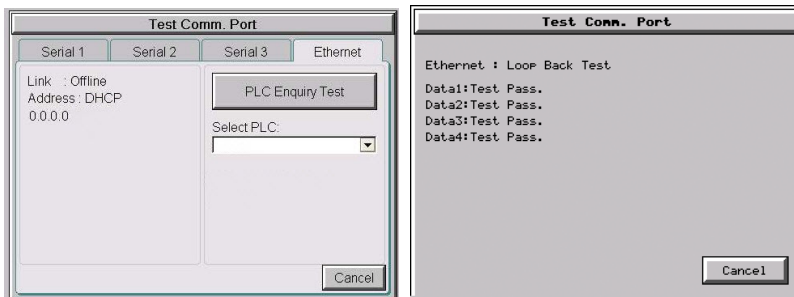 Test Comm. Port
Serial 1 Serial 2 Serial 3 Ethernet
Link : Offline
Address : DHCP
0.0.0.0
PLC Enquiry Test
Select PLC:
Cancel
Test Comm. Port
Ethernet : Loop Back Test
Data1:Test Pass.
Data2:Test Pass.
Data3:Test Pass.
Data4:Test Pass.
Cancel